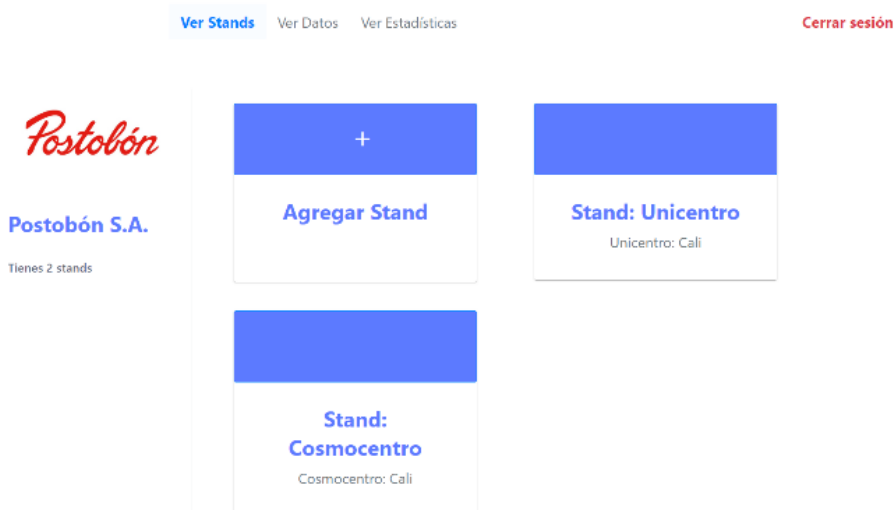 Ver Stands Ver Datos Ver Estadísticas Cerrar sesión
Postobón
Postobón S.A.
Tienes 2 stands
+
Agregar Stand
Stand: Unicentro
Unicentro: Cali
Stand:
Cosmocentro
Cosmocentro: Cali